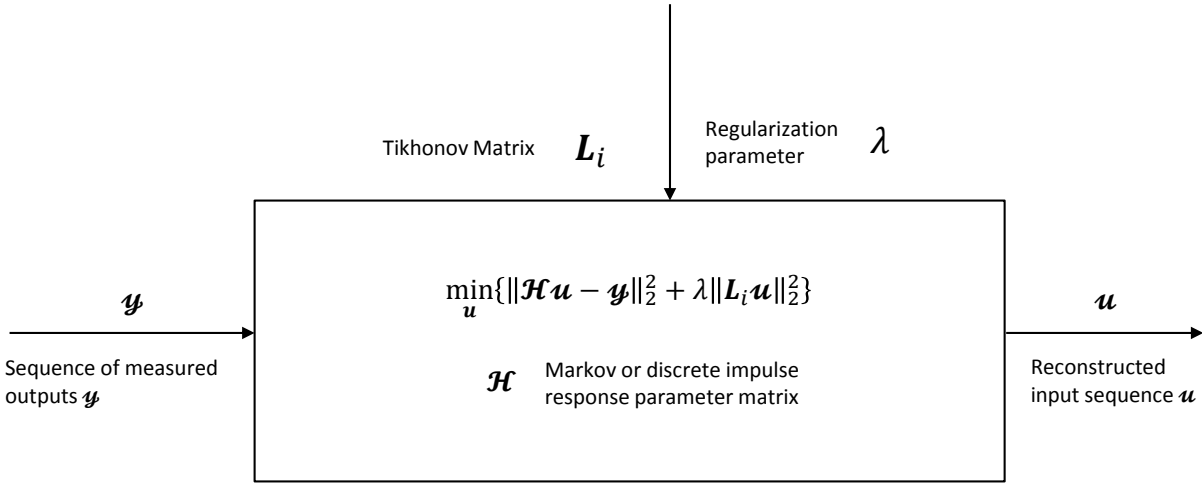 Tikhonov Matrix 𝑳ᵢ
Regularization
parameter λ
min{‖𝓗𝓾 − 𝔂‖₂² + λ‖𝑳ᵢ𝓾‖₂²}
𝓾
𝔂
Sequence of measured
outputs 𝔂
𝓗 Markov or discrete impulse
response parameter matrix
𝓾
Reconstructed
input sequence 𝓾